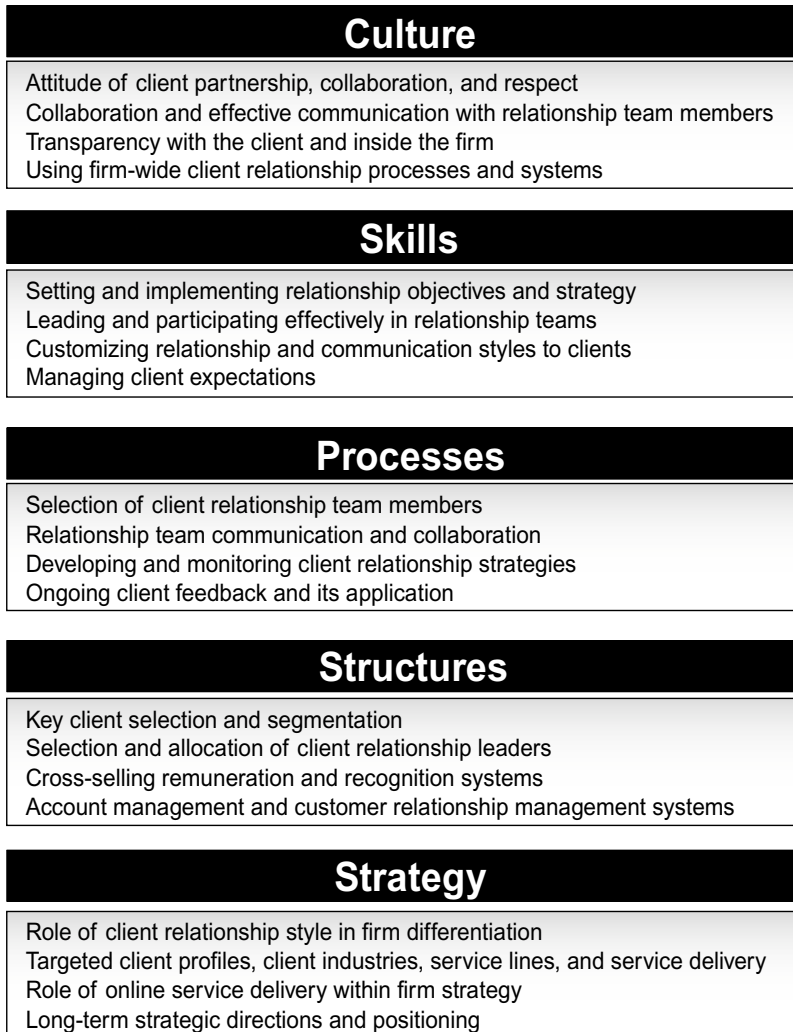 Culture
Attitude of client partnership, collaboration, and respect
Collaboration and effective communication with relationship team members
Transparency with the client and inside the firm
Using firm-wide client relationship processes and systems
Skills
Setting and implementing relationship objectives and strategy
Leading and participating effectively in relationship teams
Customizing relationship and communication styles to clients
Managing client expectations
Processes
Selection of client relationship team members
Relationship team communication and collaboration
Developing and monitoring client relationship strategies
Ongoing client feedback and its application
Structures
Key client selection and segmentation
Selection and allocation of client relationship leaders
Cross-selling remuneration and recognition systems
Account management and customer relationship management systems
Strategy
Role of client relationship style in firm differentiation
Targeted client profiles, client industries, service lines, and service delivery
Role of online service delivery within firm strategy
Long-term strategic directions and positioning